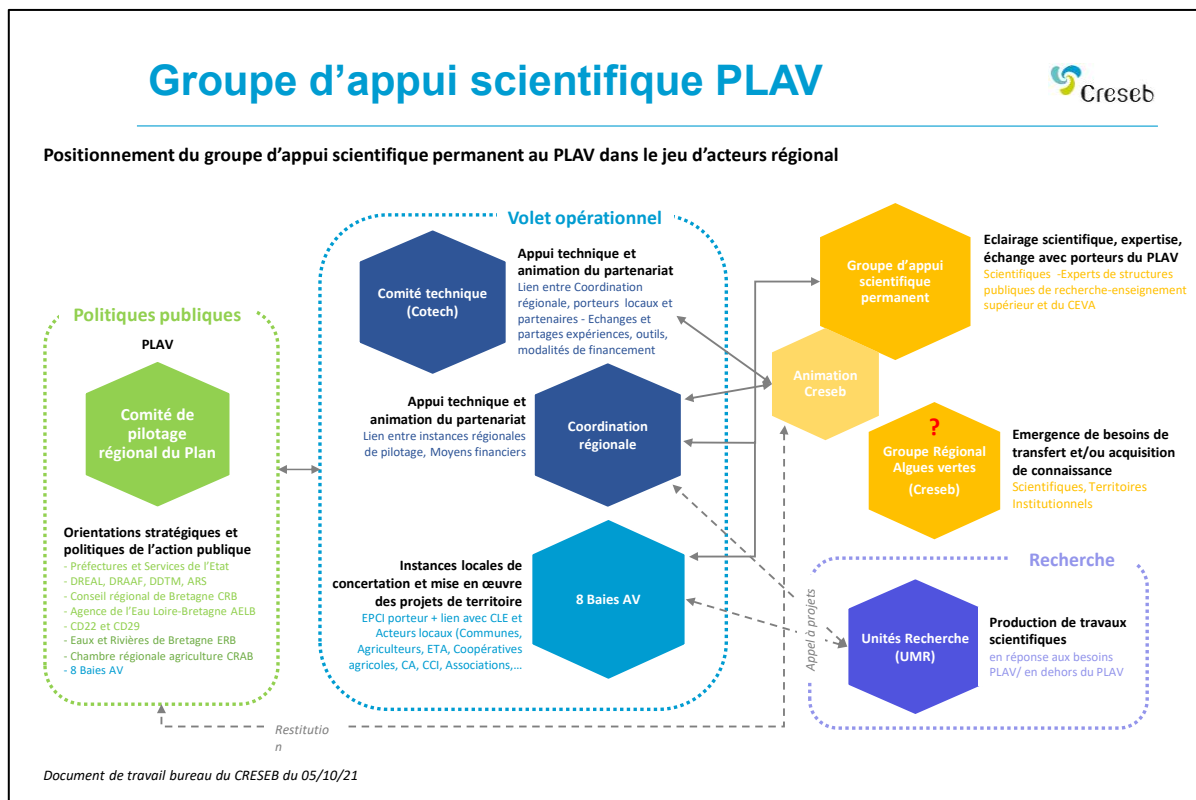 Groupe d'appui scientifique PLAV
Creseb
Positionnement du groupe d'appui scientifique permanent au PLAV dans le jeu d'acteurs régional
Politiques publiques
PLAV
Comité de
pilotage
régional du Plan
Orientations stratégiques et
politiques de l'action publique
- Préfectures et Services de l'Etat
- DREAL, DRAAF, DDTM, ARS
- Conseil régional de Bretagne CRB
- Agence de l'Eau Loire-Bretagne AELB
- CD22 et CD29
- Eaux et Rivières de Bretagne ERB
- Chambre régionale agriculture CRAB
- 8 Baies AV
Volet opérationnel
Comité technique
(Cotech)
Appui technique et
animation du partenariat
Lien entre Coordination
régionale, porteurs locaux et
partenaires - Echanges et
partages expériences, outils,
modalités de financement
Appui technique et
animation du partenariat
Lien entre instances régionales
de pilotage, Moyens financiers
Coordination
régionale
Instances locales de
concertation et mise en œuvre
des projets de territoire
EPCI porteur + lien avec CLE et
Acteurs locaux (Communes,
Agriculteurs, ETA, Coopératives
agricoles, CA, CCI, Associations,...
8 Baies AV
Groupe d'appui
scientifique
permanent
Eclairage scientifique, expertise,
échange avec porteurs du PLAV
Scientifiques -Experts de structures
publiques de recherche-enseignement
supérieur et du CEVA
Animation
Creseb
?
Groupe Régional
Algues vertes
(Creseb)
Emergence de besoins de
transfert et/ou acquisition
de connaissance
Scientifiques, Territoires
Institutionnels
Recherche
Appel à projets
Unités Recherche
(UMR)
Production de travaux
scientifiques
en réponse aux besoins
PLAV/ en dehors du PLAV
Restitutio
n
Document de travail bureau du CRESEB du 05/10/21